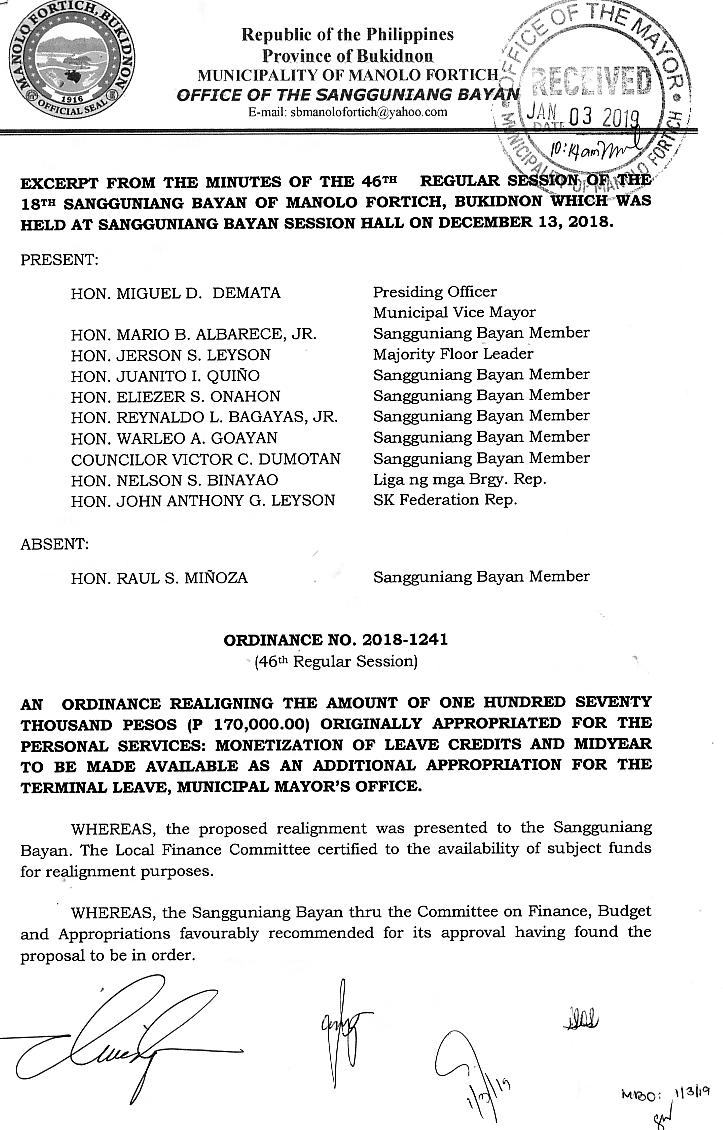 MANOLO FORTICH, BUKIDNON
1916
OFFICIAL SEAL
Republic of the Philippines
Province of Bukidnon
MUNICIPALITY OF MANOLO FORTICH
OFFICE OF THE SANGGUNIANG BAYAN
E-mail: sbmanolofortich@yahoo.com
OFFICE OF THE MAYOR
RECEIVED
JAN 03 2019
DATE
10:14am
MUNICIPALITY OF MANOLO FORTICH
EXCERPT FROM THE MINUTES OF THE 46TH REGULAR SESSION OF THE
18TH SANGGUNIANG BAYAN OF MANOLO FORTICH, BUKIDNON WHICH WAS
HELD AT SANGGUNIANG BAYAN SESSION HALL ON DECEMBER 13, 2018.
PRESENT:
HON. MIGUEL D. DEMATA Presiding Officer
Municipal Vice Mayor
HON. MARIO B. ALBARECE, JR. Sangguniang Bayan Member
HON. JERSON S. LEYSON Majority Floor Leader
HON. JUANITO I. QUIÑO Sangguniang Bayan Member
HON. ELIEZER S. ONAHON Sangguniang Bayan Member
HON. REYNALDO L. BAGAYAS, JR. Sangguniang Bayan Member
HON. WARLEO A. GOAYAN Sangguniang Bayan Member
COUNCILOR VICTOR C. DUMOTAN Sangguniang Bayan Member
HON. NELSON S. BINAYAO Liga ng mga Brgy. Rep.
HON. JOHN ANTHONY G. LEYSON SK Federation Rep.
ABSENT:
HON. RAUL S. MIÑOZA Sangguniang Bayan Member
ORDINANCE NO. 2018-1241
(46th Regular Session)
AN ORDINANCE REALIGNING THE AMOUNT OF ONE HUNDRED SEVENTY
THOUSAND PESOS (P 170,000.00) ORIGINALLY APPROPRIATED FOR THE
PERSONAL SERVICES: MONETIZATION OF LEAVE CREDITS AND MIDYEAR
TO BE MADE AVAILABLE AS AN ADDITIONAL APPROPRIATION FOR THE
TERMINAL LEAVE, MUNICIPAL MAYOR'S OFFICE.
WHEREAS, the proposed realignment was presented to the Sangguniang
Bayan. The Local Finance Committee certified to the availability of subject funds
for realignment purposes.
WHEREAS, the Sangguniang Bayan thru the Committee on Finance, Budget
and Appropriations favourably recommended for its approval having found the
proposal to be in order.
1/3/19
MBO: 1/3/19